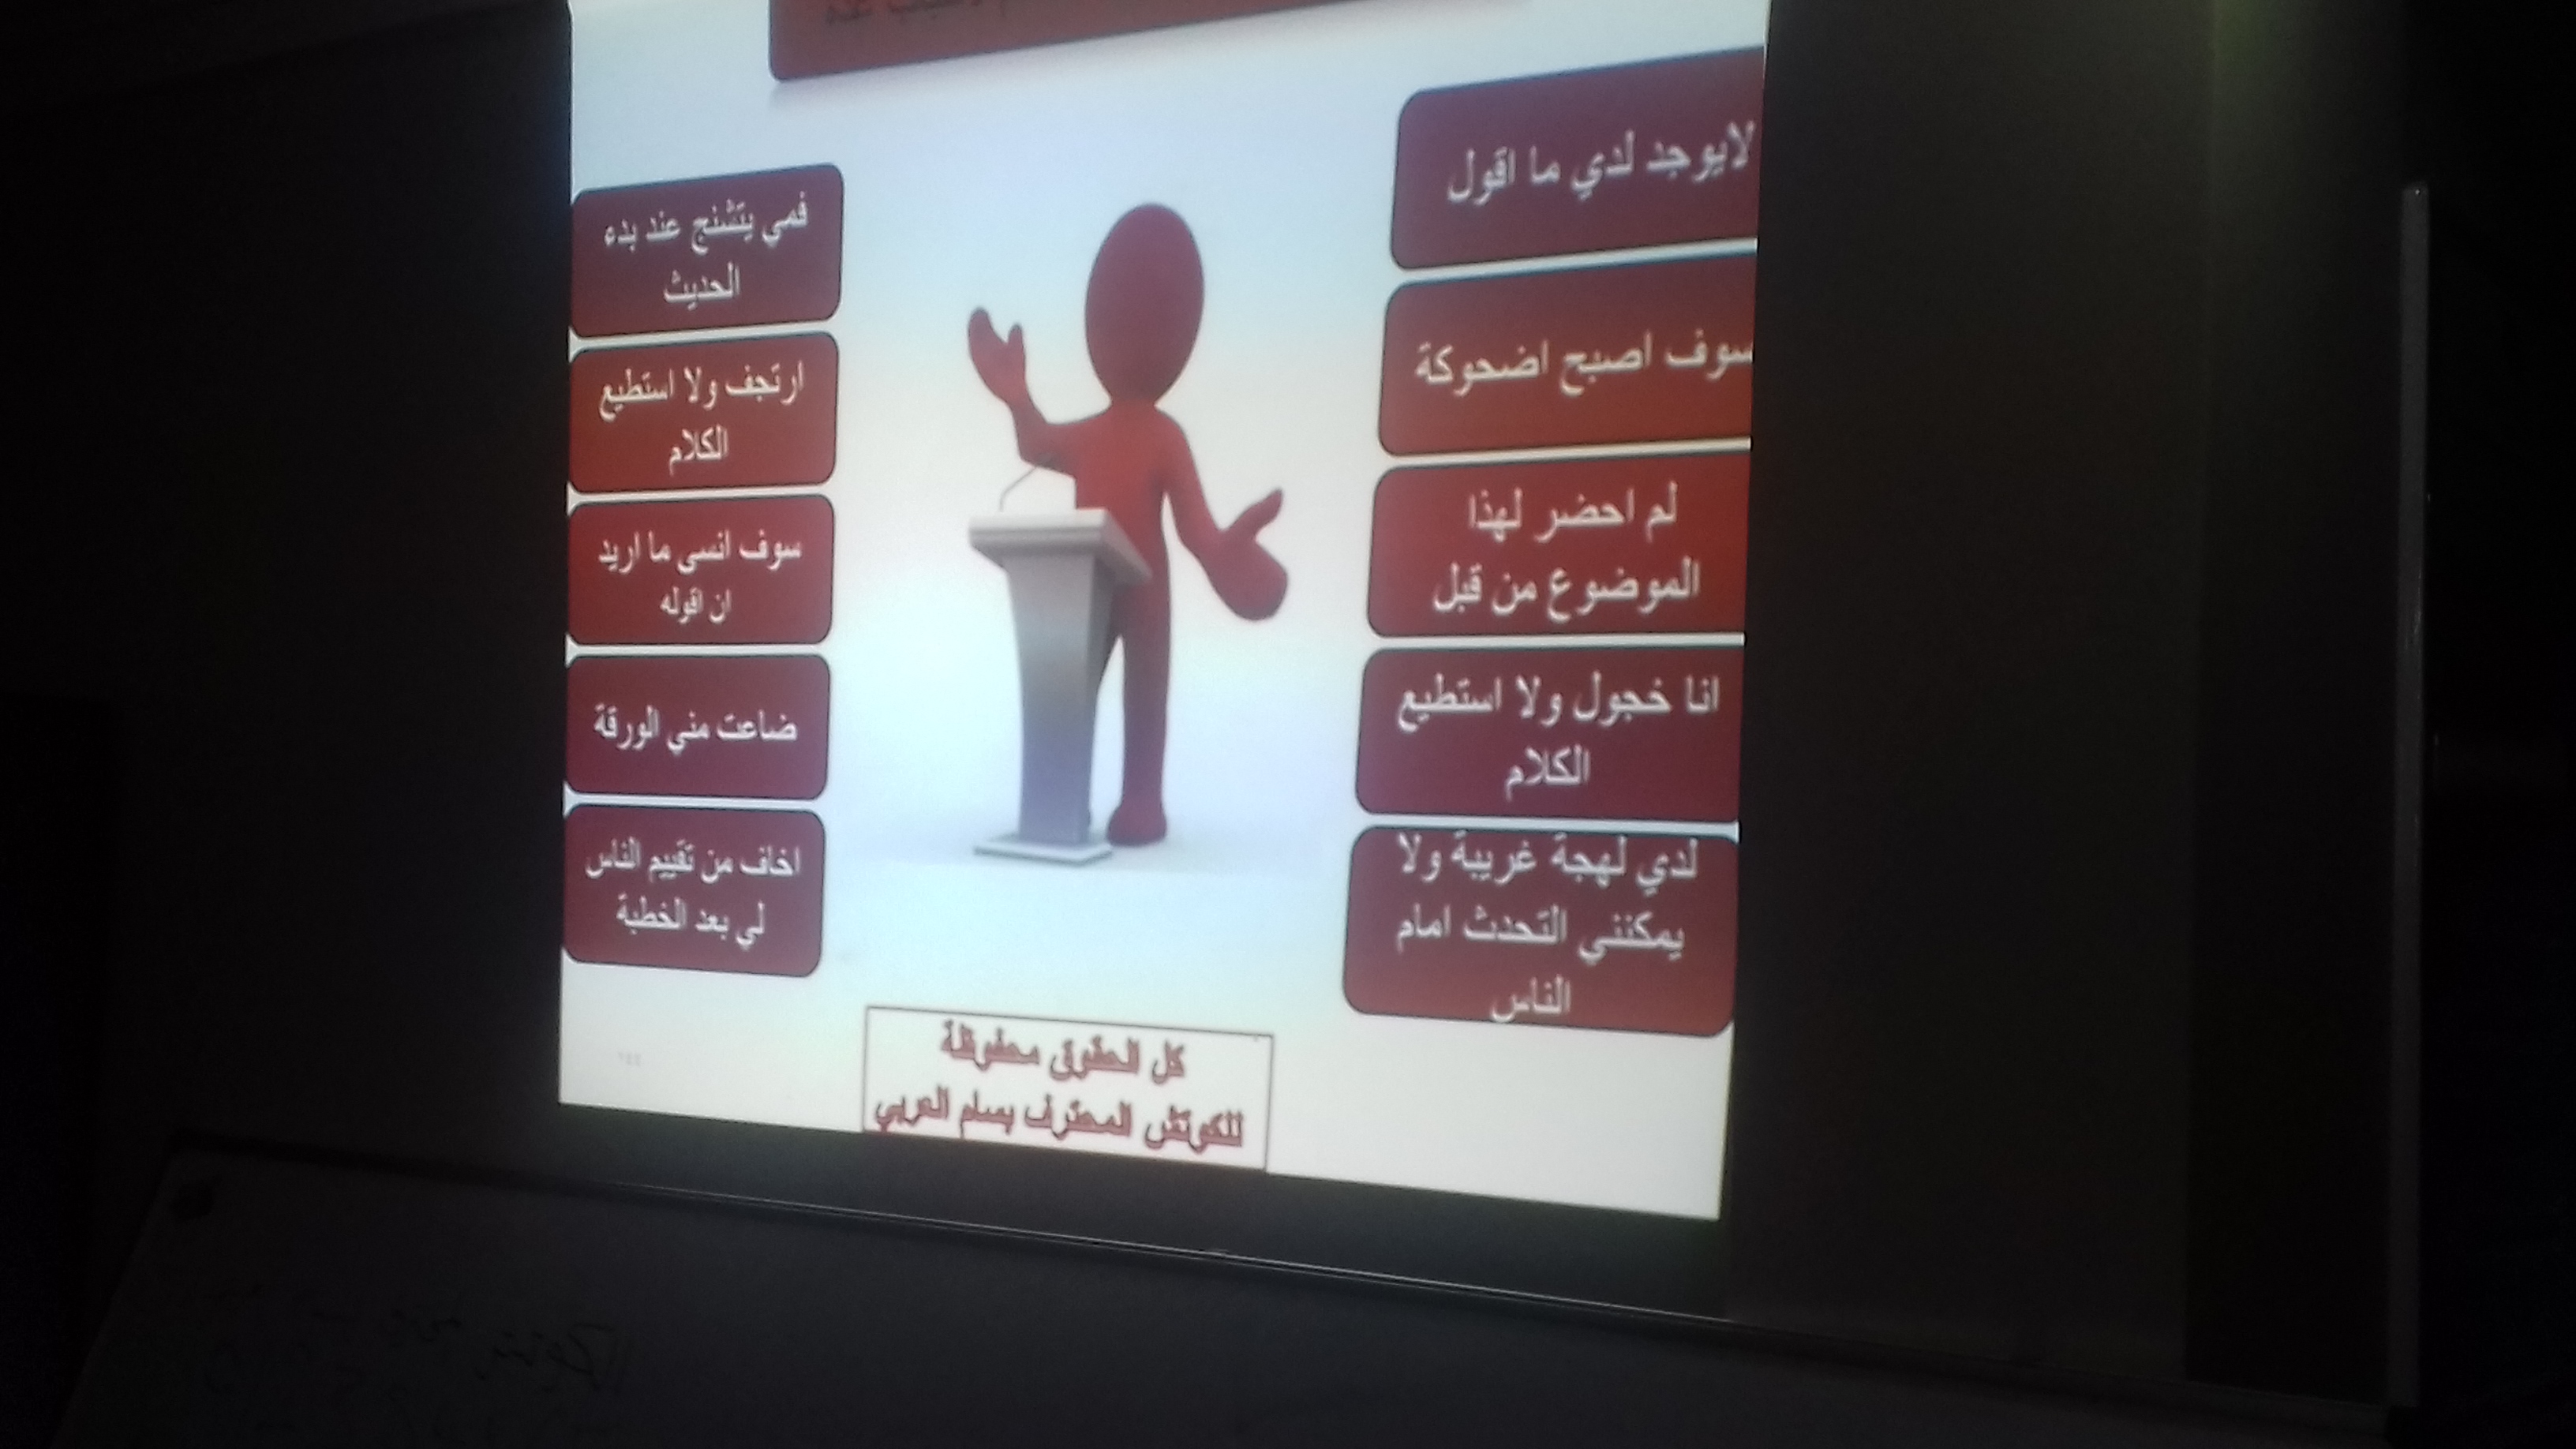 لايوجد لدي ما اقول
سوف اصبح اضحوكة
لم احضر لهذا
الموضوع من قبل
انا خجول ولا استطيع
الكلام
لدي لهجة غريبة ولا
يمكنني التحدث امام
الناس
فمي يتشنج عند بدء
الحديث
ارتجف ولا استطيع
الكلام
سوف انسى ما اريد
ان اقوله
ضاعت مني الورقة
اخاف من تقييم الناس
لي بعد الخطبة
كل الحقوق محفوظة
للكوتش المحترف بسام العربي